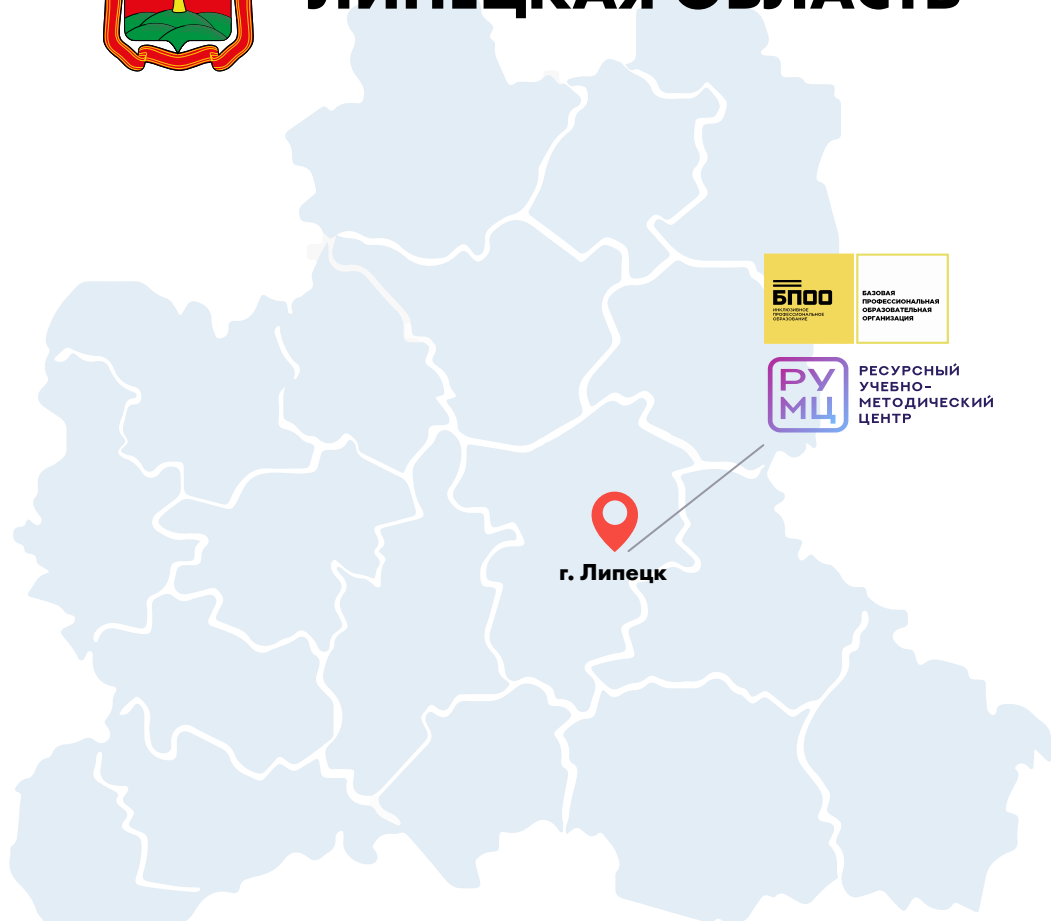 ЛИПЕЦКАЯ ОБЛАСТЬ
БПОО
ИНКЛЮЗИВНОЕ
ПРОФЕССИОНАЛЬНОЕ
ОБРАЗОВАНИЕ
БАЗОВАЯ
ПРОФЕССИОНАЛЬНАЯ
ОБРАЗОВАТЕЛЬНАЯ
ОРГАНИЗАЦИЯ
РУ
МЦ
РЕСУРСНЫЙ
УЧЕБНО-
МЕТОДИЧЕСКИЙ
ЦЕНТР
г. Липецк